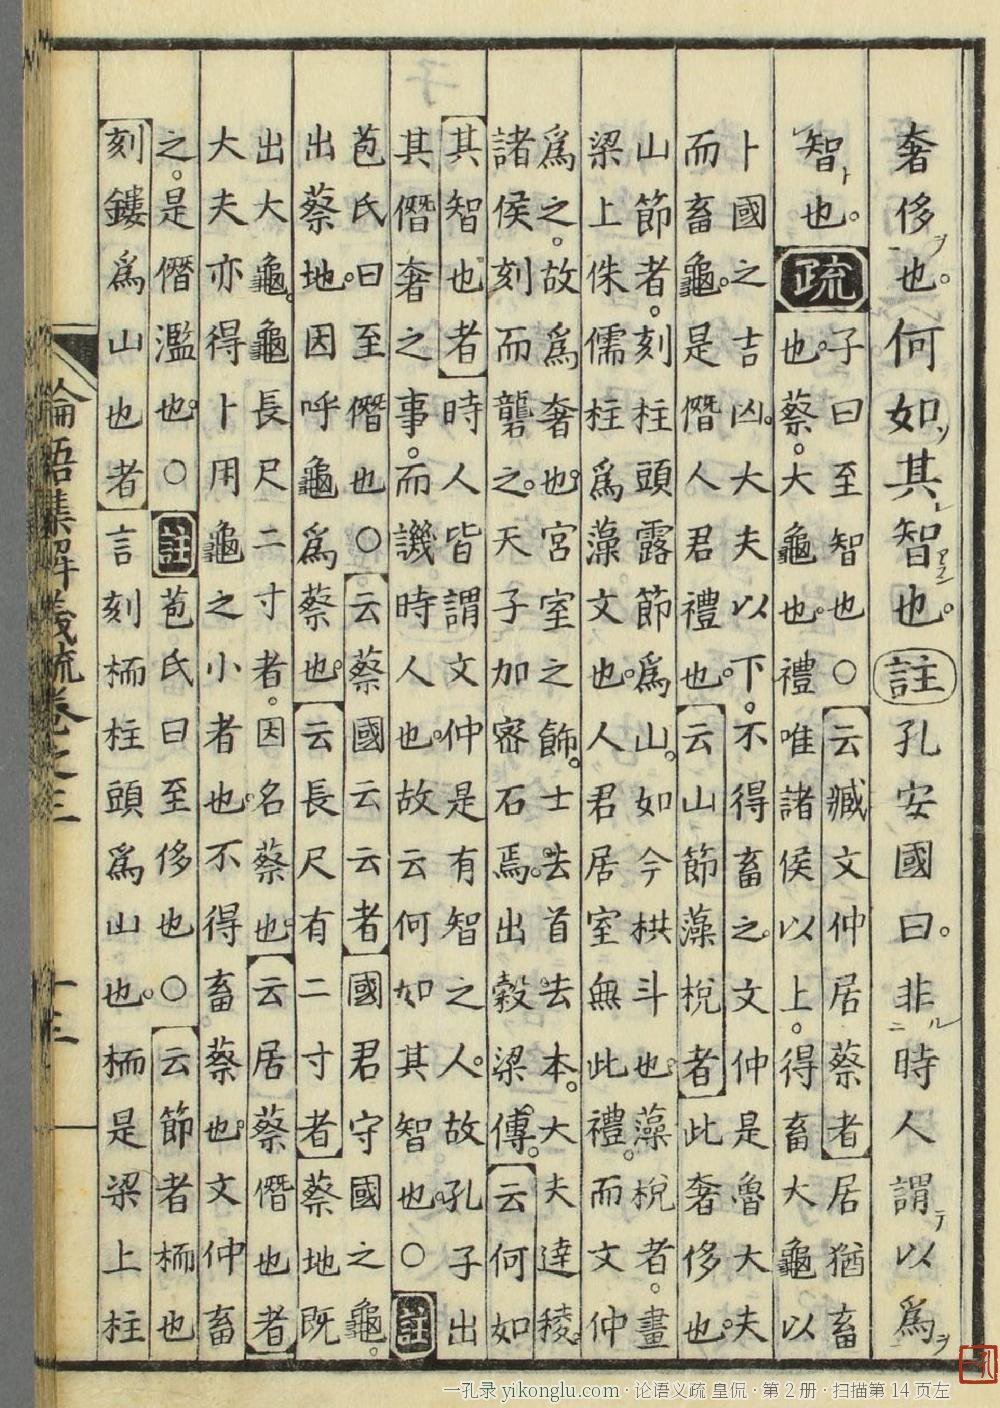 奢侈也。何如其智也。註孔安國曰。非時人謂以爲
智也。疏
子曰至智也○云臧文仲居蔡者居猶畜
也。蔡。大龜也。禮唯諸侯以上。得畜大龜以
卜國之吉凶。大夫以下。不得畜之。文仲是魯大夫
而畜龜。是僭人君禮也。云山節藻梲者此奢侈也。
山節者。刻柱頭露節爲山。如今栱斗也。藻梲者。畫
梁上侏儒柱爲藻文也。人君居室無此禮。而文仲
爲之。故爲奢也。宮室之飾。士去首去本。大夫達稜。
諸侯刻而礱之。天子加密石焉。出穀梁傳。云何如
其智也者時人皆謂文仲是有智之人。故孔子出
其僭奢之事。而譏時人也。故云何如其智也。○註
苞氏曰至僭也○云蔡國云云者國君守國之龜。
出蔡地。因呼龜爲蔡也。云長尺有二寸者蔡地既
出大龜。龜長尺二寸者。因名蔡也。云居蔡僭也者
大夫亦得卜用龜之小者也。不得畜蔡也。文仲畜
之。是僭濫也。○註苞氏曰至侈也○云節者栭也
刻鏤爲山也者言刻栭柱頭爲山也。栭是梁上柱
論語集解義疏卷之三
十三
一孔录 yikonglu.com · 论语义疏 皇侃 · 第 2 册 · 扫描第 14 页左